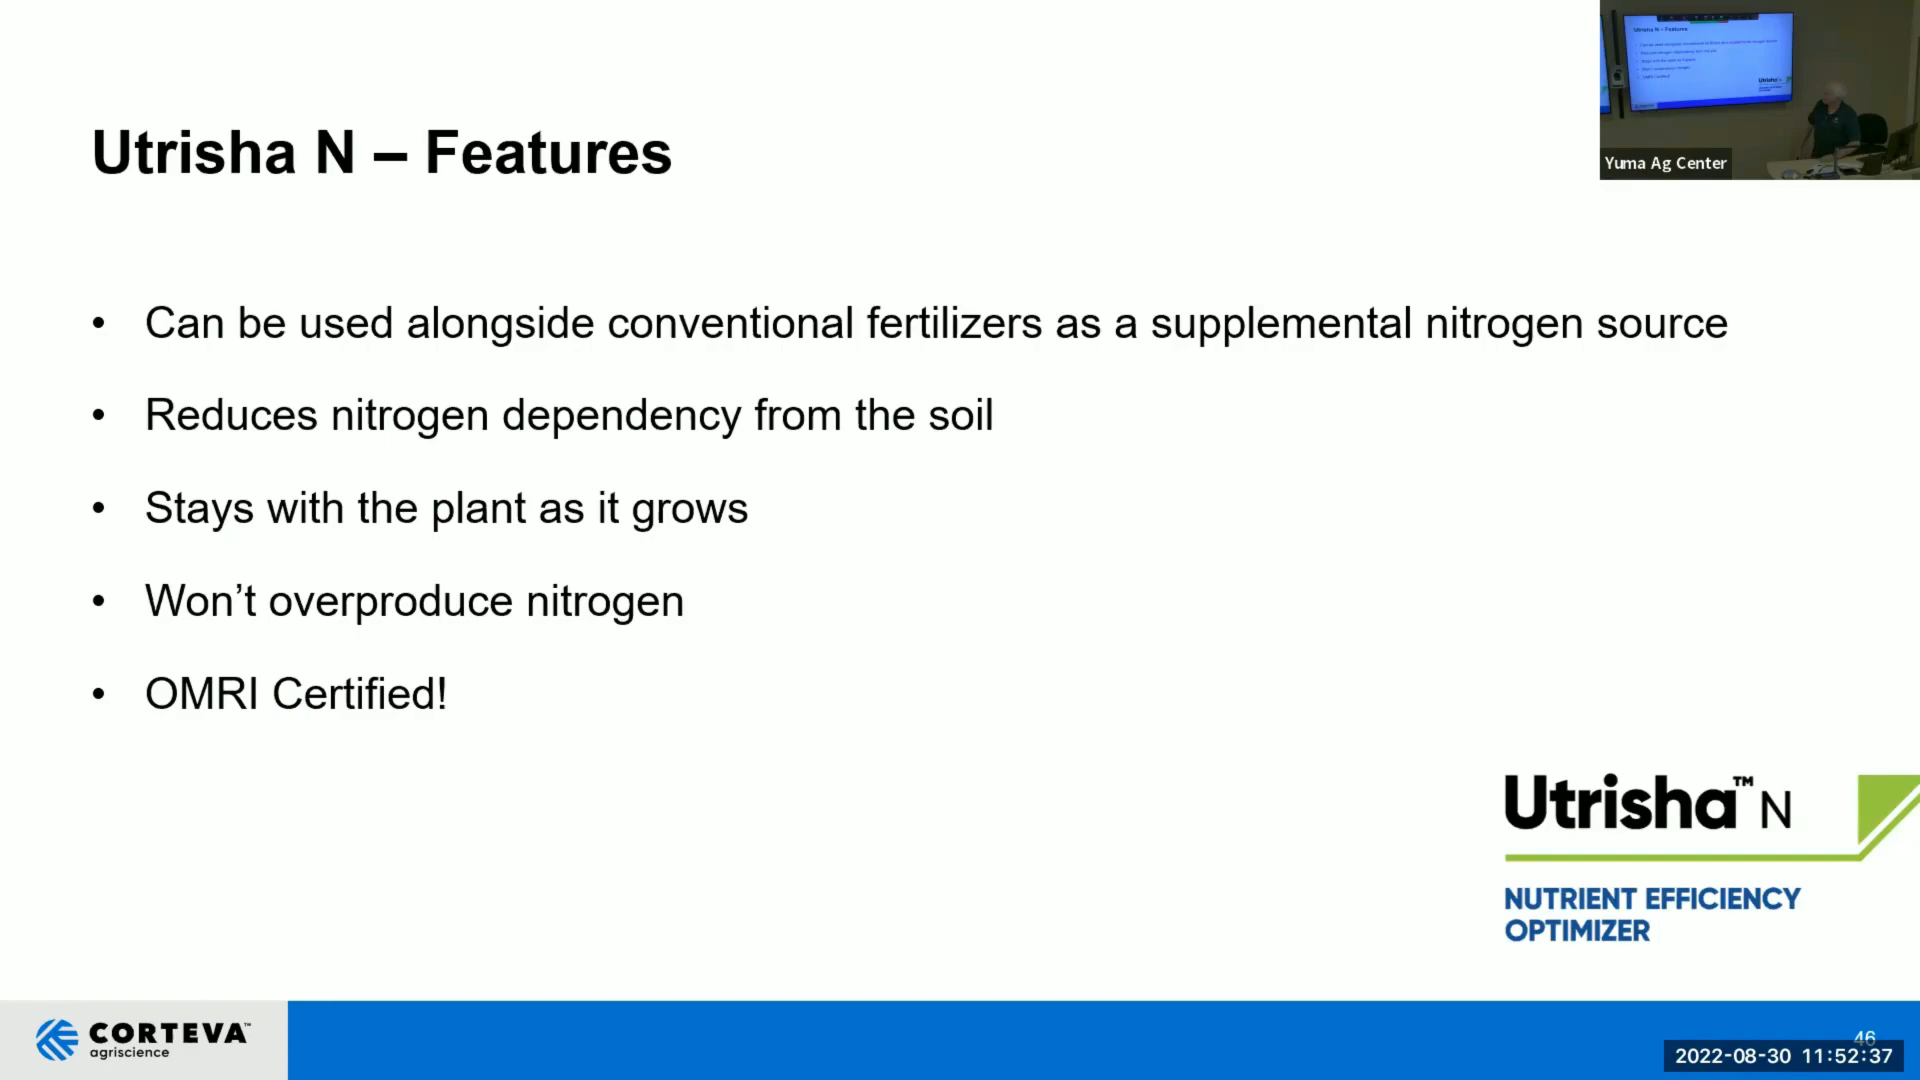 Utrisha N – Features
Utrisha N – Features
Yuma Ag Center
• Can be used alongside conventional fertilizers as a supplemental nitrogen source
• Reduces nitrogen dependency from the soil
• Stays with the plant as it grows
• Won’t overproduce nitrogen
• OMRI Certified!
Utrisha™ N
NUTRIENT EFFICIENCY
OPTIMIZER
CORTEVA™
agriscience
46
2022-08-30 11:52:37